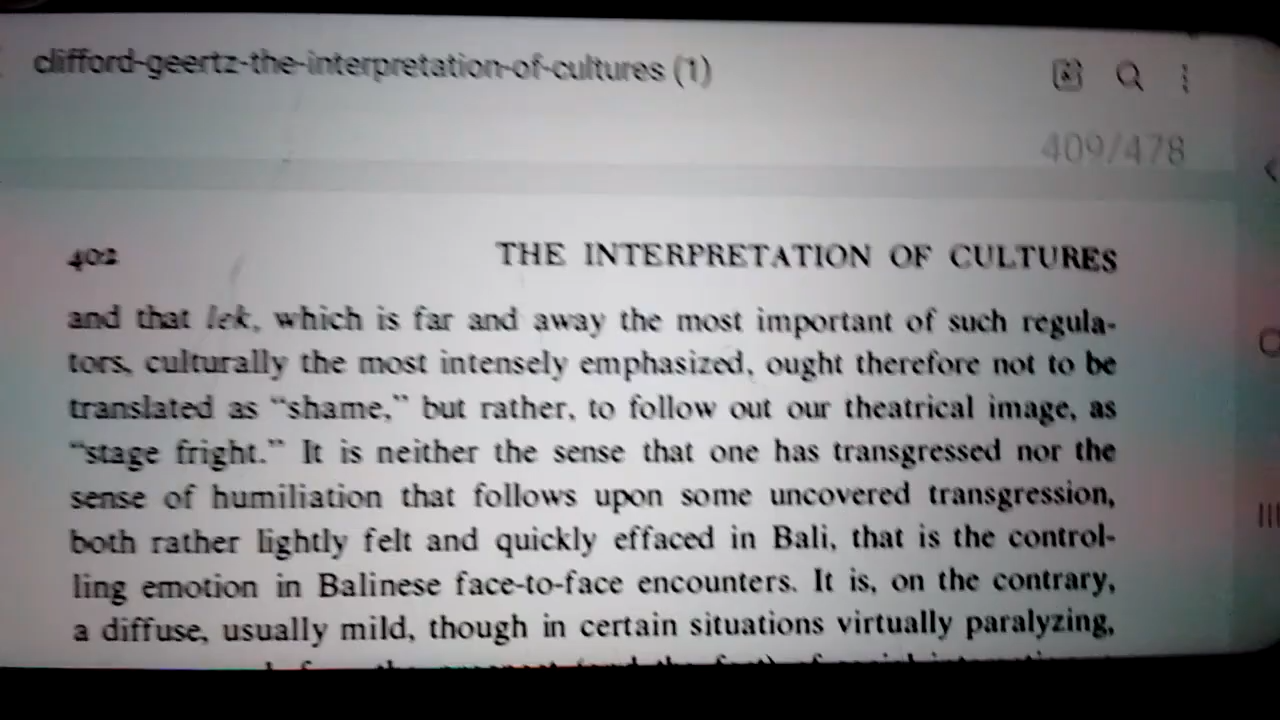 clifford-geertz-the-interpretation-of-cultures (1)
409/478
402 THE INTERPRETATION OF CULTURES
and that lek, which is far and away the most important of such regula-
tors, culturally the most intensely emphasized, ought therefore not to be
translated as “shame,” but rather, to follow out our theatrical image, as
“stage fright.” It is neither the sense that one has transgressed nor the
sense of humiliation that follows upon some uncovered transgression,
both rather lightly felt and quickly effaced in Bali, that is the control-
ling emotion in Balinese face-to-face encounters. It is, on the contrary,
a diffuse, usually mild, though in certain situations virtually paralyzing,